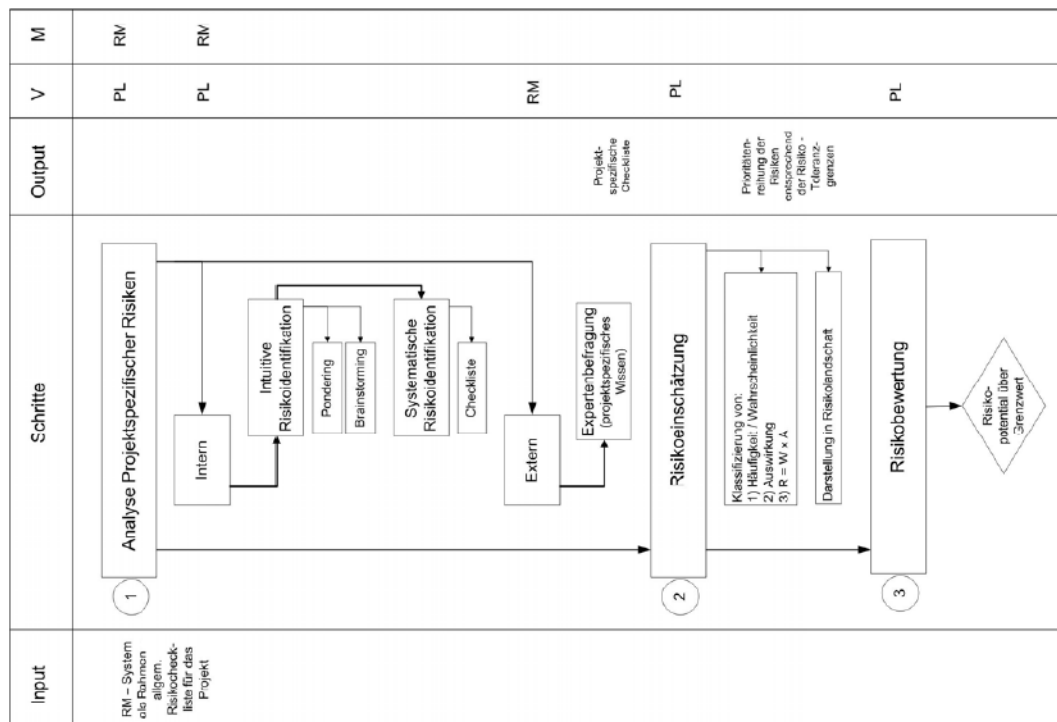 Input
Schritte
Output
V
M
RM – System
als Rahmen
allgem.
Risikocheck-
liste für das
Projekt
1
Analyse Projektspezifischer Risiken
PL
RM
Intern
PL
RM
Intuitive
Risikoidentifikation
Pondering
Brainstorming
Systematische
Risikoidentifikation
Checkliste
Extern
RM
Expertenbefragung
(projektspezifisches
Wissen)
Projekt-
spezifische
Checkliste
2
Risikoeinschätzung
PL
Klassifizierung von:
1) Häufigkeit / Wahrscheinlichkeit
2) Auswirkung
3) R = W × A
Prioritäten-
reihung der
Risiken
entsprechend
der Risiko -
Toleranz-
grenzen
Darstellung in Risikolandschaft
3
Risikobewertung
PL
Risiko-
potential über
Grenzwert